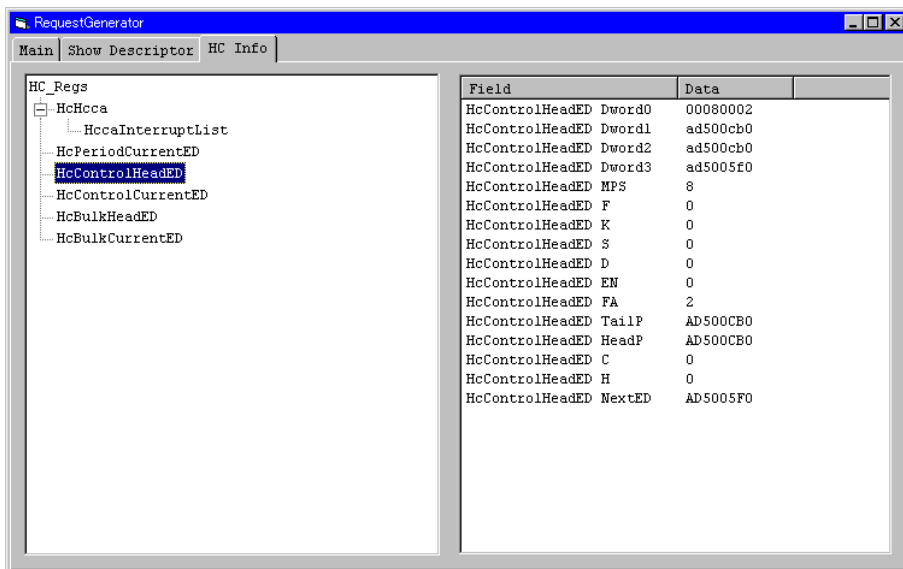 RequestGenerator
Main Show Descriptor HC Info
HC_Regs
HcHcca
HccaInterruptList
HcPeriodCurrentED
HcControlHeadED
HcControlCurrentED
HcBulkHeadED
HcBulkCurrentED
Field Data
HcControlHeadED Dword0 00080002
HcControlHeadED Dword1 ad500cb0
HcControlHeadED Dword2 ad500cb0
HcControlHeadED Dword3 ad5005f0
HcControlHeadED MPS 8
HcControlHeadED F 0
HcControlHeadED K 0
HcControlHeadED S 0
HcControlHeadED D 0
HcControlHeadED EN 0
HcControlHeadED FA 2
HcControlHeadED TailP AD500CB0
HcControlHeadED HeadP AD500CB0
HcControlHeadED C 0
HcControlHeadED H 0
HcControlHeadED NextED AD5005F0